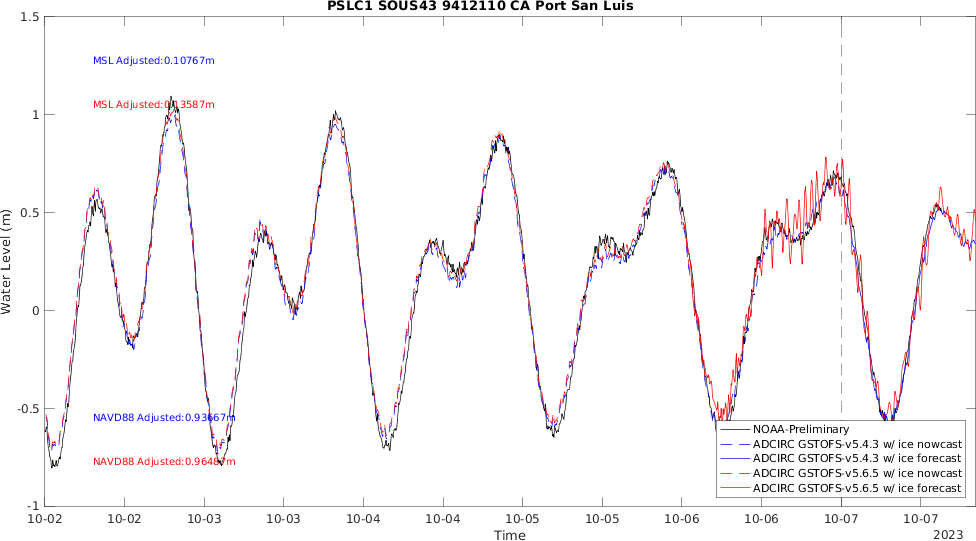 PSLC1 SOUS43 9412110 CA Port San Luis
1.5
MSL Adjusted:0.10767m
MSL Adjusted:0.13587m
1
0.5
Water Level (m)
0
-0.5
NAVD88 Adjusted:0.93667m
NAVD88 Adjusted:0.96487m
NOAA-Preliminary
ADCIRC GSTOFS-v5.4.3 w/ ice nowcast
ADCIRC GSTOFS-v5.4.3 w/ ice forecast
ADCIRC GSTOFS-v5.6.5 w/ ice nowcast
ADCIRC GSTOFS-v5.6.5 w/ ice forecast
-1
10-02 10-02 10-03 10-03 10-04 10-04 10-05 10-05 10-06 10-06 10-07 10-07
Time
2023